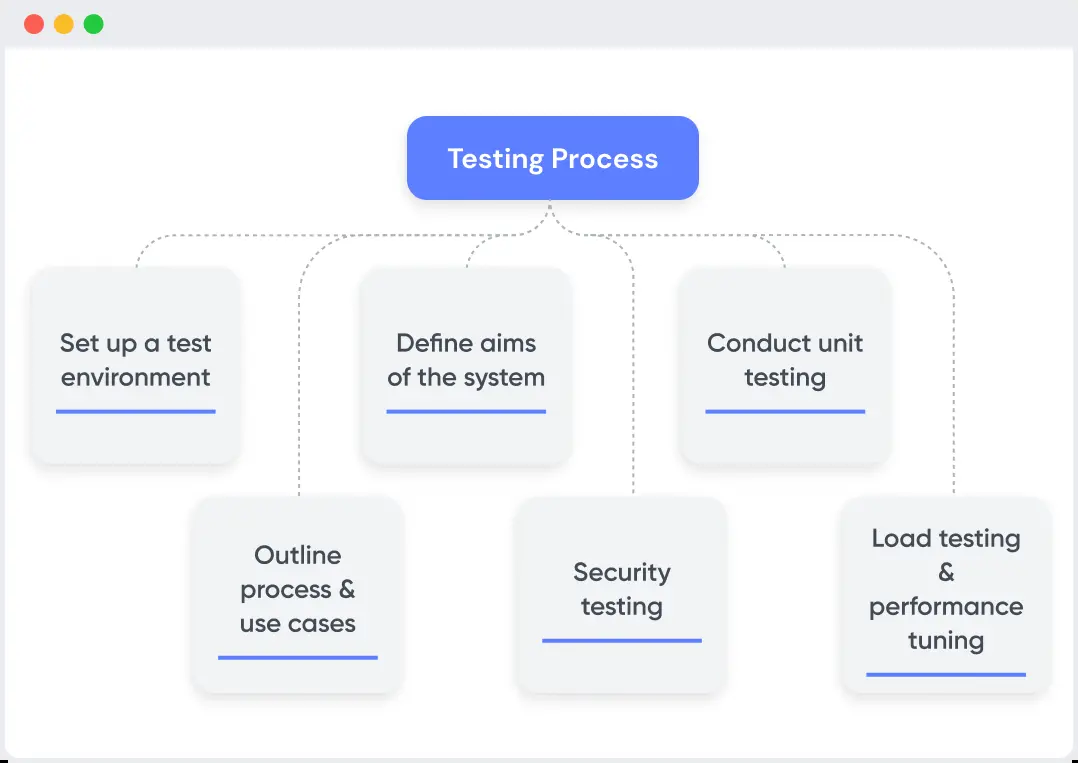 Testing Process
Set up a test
environment
Define aims
of the system
Conduct unit
testing
Outline
process &
use cases
Security
testing
Load testing
&
performance
tuning